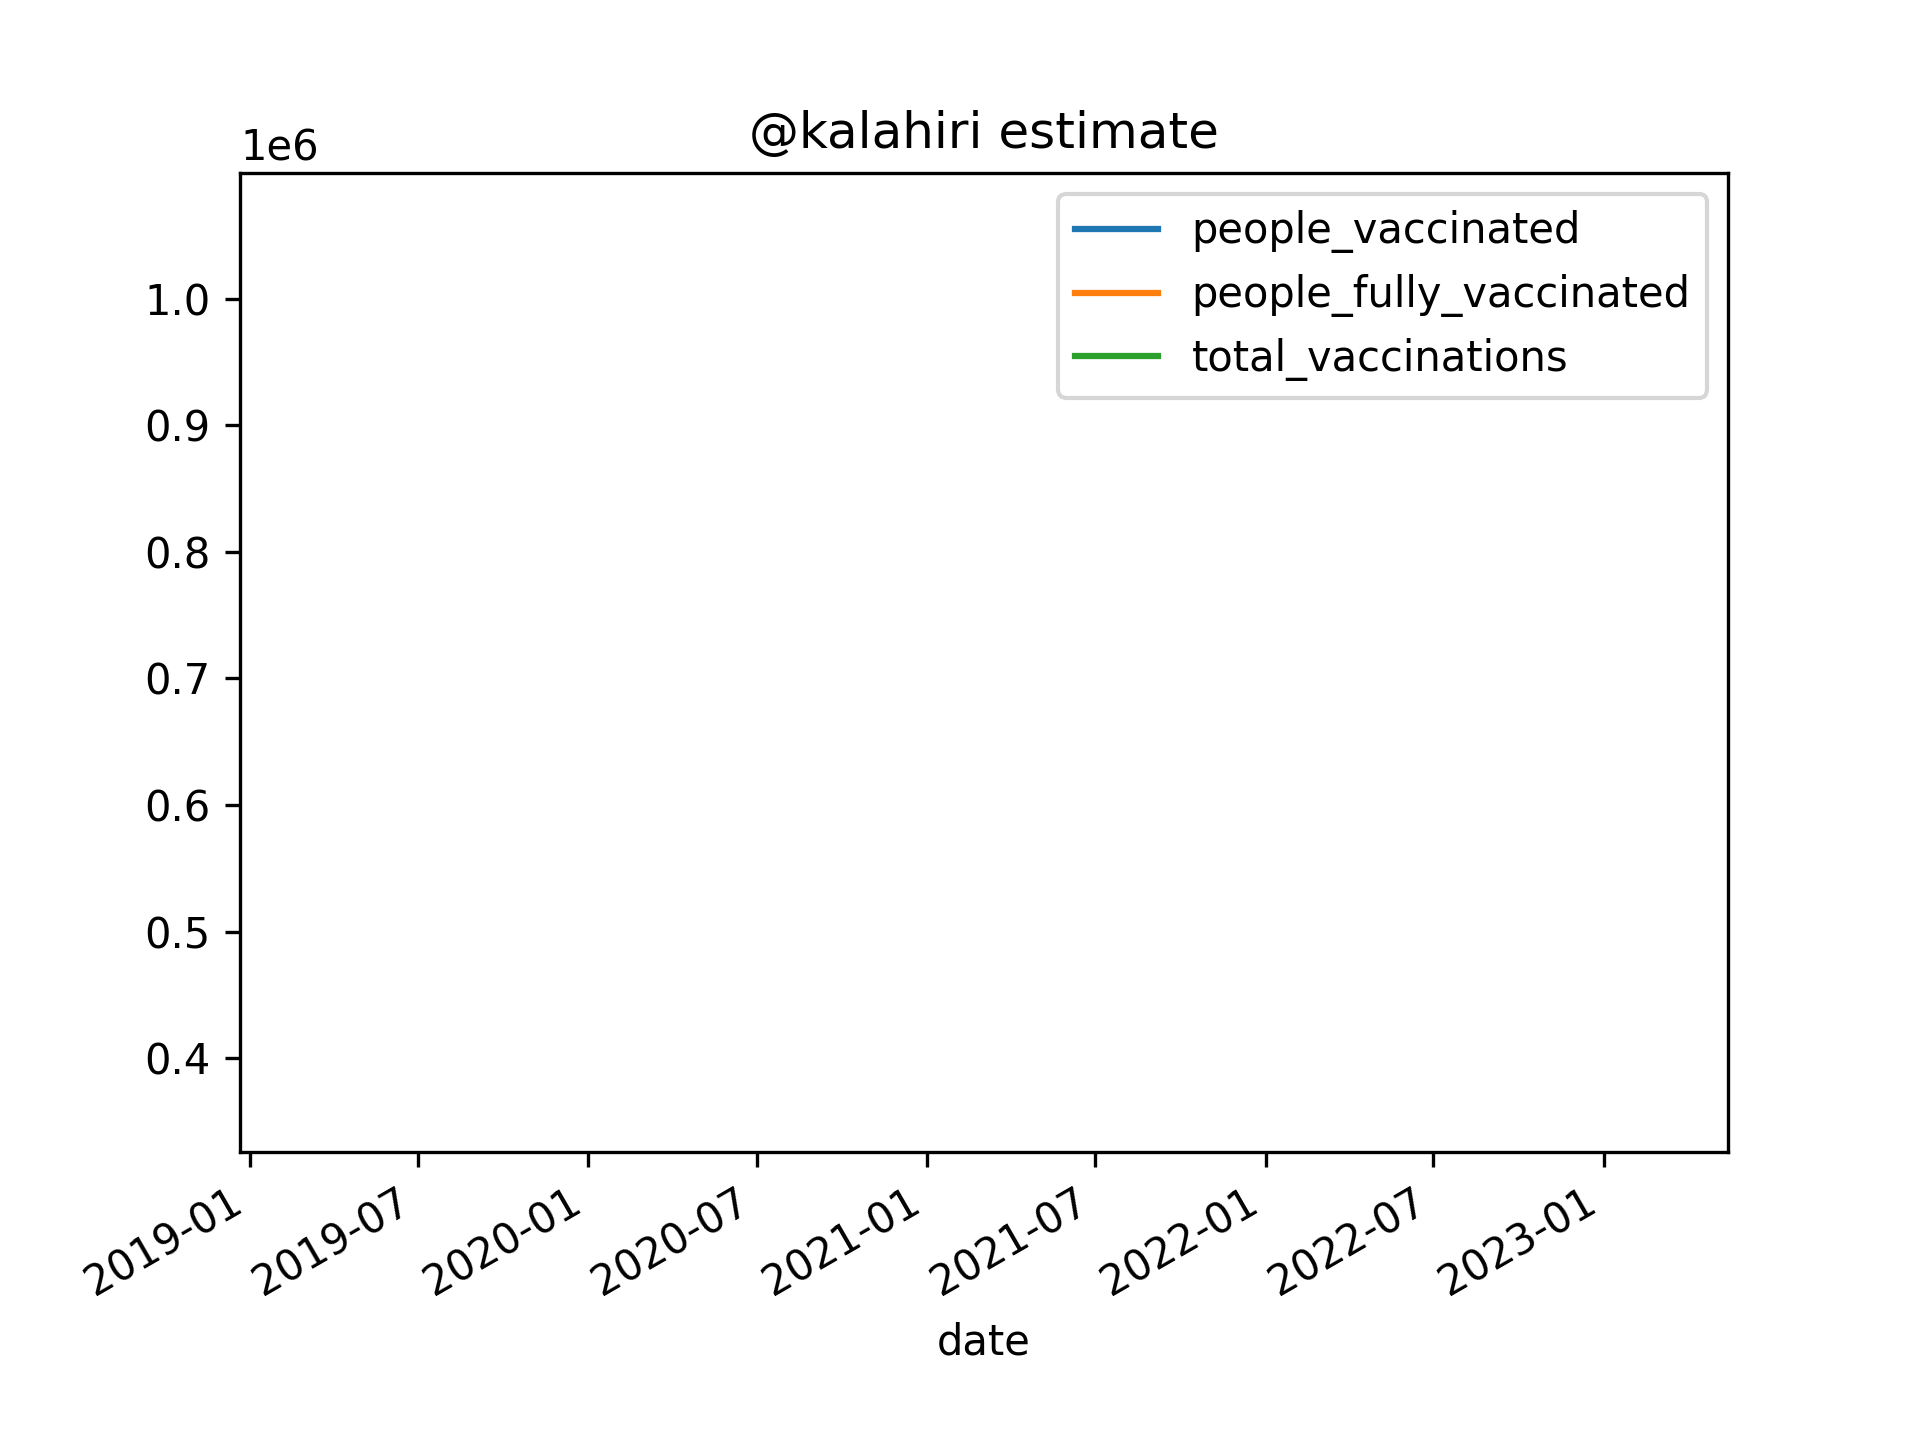 @kalahiri estimate
1e6
people_vaccinated
people_fully_vaccinated
total_vaccinations
1.0
0.9
0.8
0.7
0.6
0.5
0.4
2019-01
2019-07
2020-01
2020-07
2021-01
2021-07
2022-01
2022-07
2023-01
date